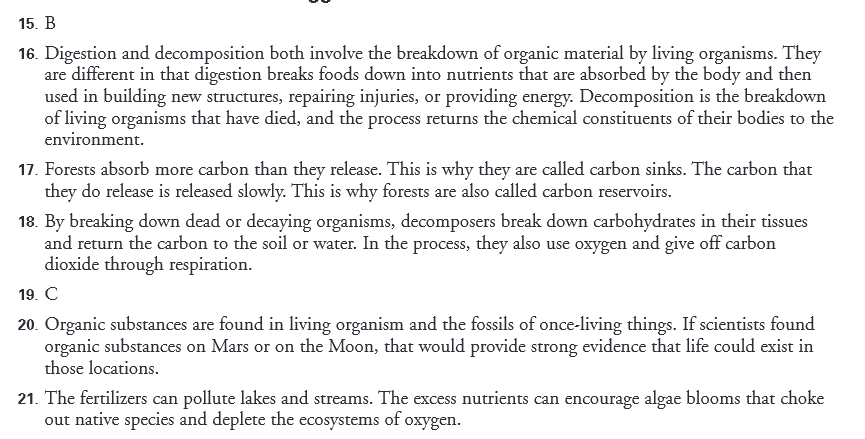 15. B
16. Digestion and decomposition both involve the breakdown of organic material by living organisms. They
are different in that digestion breaks foods down into nutrients that are absorbed by the body and then
used in building new structures, repairing injuries, or providing energy. Decomposition is the breakdown
of living organisms that have died, and the process returns the chemical constituents of their bodies to the
environment.
17. Forests absorb more carbon than they release. This is why they are called carbon sinks. The carbon that
they do release is released slowly. This is why forests are also called carbon reservoirs.
18. By breaking down dead or decaying organisms, decomposers break down carbohydrates in their tissues
and return the carbon to the soil or water. In the process, they also use oxygen and give off carbon
dioxide through respiration.
19. C
20. Organic substances are found in living organism and the fossils of once-living things. If scientists found
organic substances on Mars or on the Moon, that would provide strong evidence that life could exist in
those locations.
21. The fertilizers can pollute lakes and streams. The excess nutrients can encourage algae blooms that choke
out native species and deplete the ecosystems of oxygen.